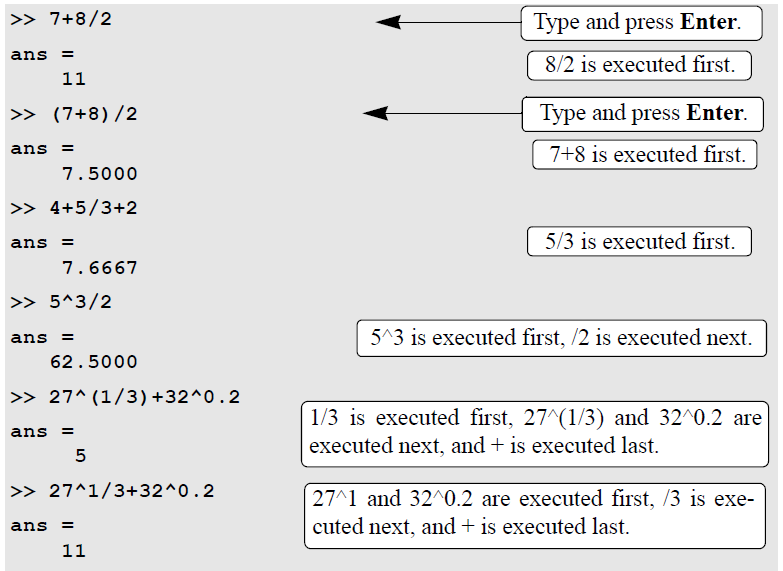 >> 7+8/2
Type and press Enter.
ans =
8/2 is executed first.
11
>> (7+8)/2
Type and press Enter.
ans =
7+8 is executed first.
7.5000
>> 4+5/3+2
ans =
5/3 is executed first.
7.6667
>> 5^3/2
ans =
5^3 is executed first, /2 is executed next.
62.5000
>> 27^(1/3)+32^0.2
1/3 is executed first, 27^(1/3) and 32^0.2 are
executed next, and + is executed last.
ans =
5
>> 27^1/3+32^0.2
27^1 and 32^0.2 are executed first, /3 is exe-
cuted next, and + is executed last.
ans =
11